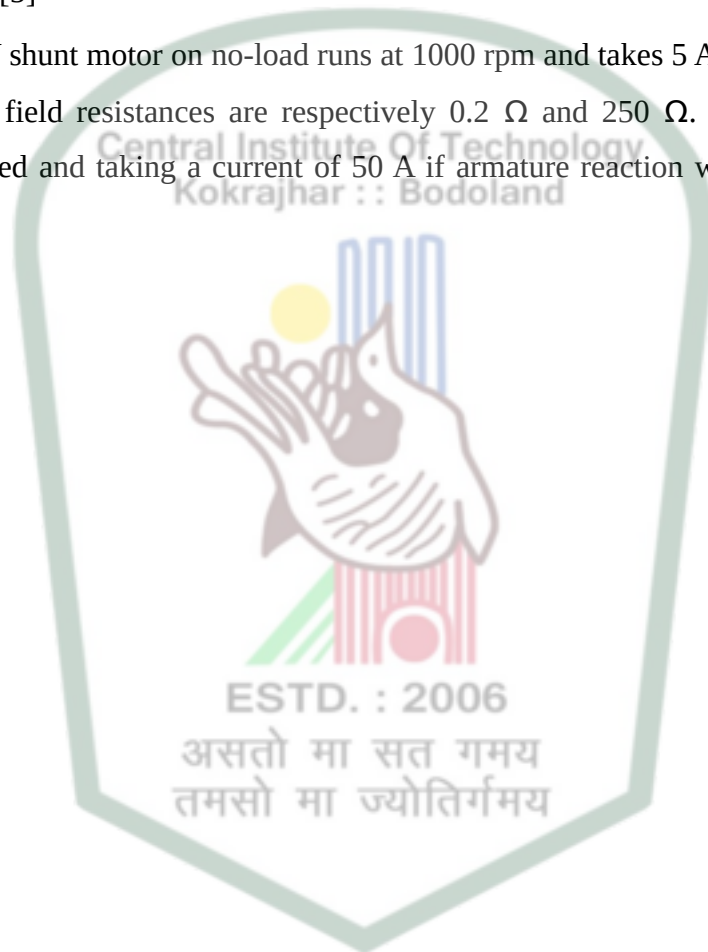 shunt motor on no-load runs at 1000 rpm and takes 5 A
field resistances are respectively 0.2 Ω and 250 Ω.
Central Institute Of Technology
and taking a current of 50 A if armature reaction
Kokrajhar : : Bodoland
ESTD. : 2006
असतो मा सत गमय
तमसो मा ज्योतिर्गमय